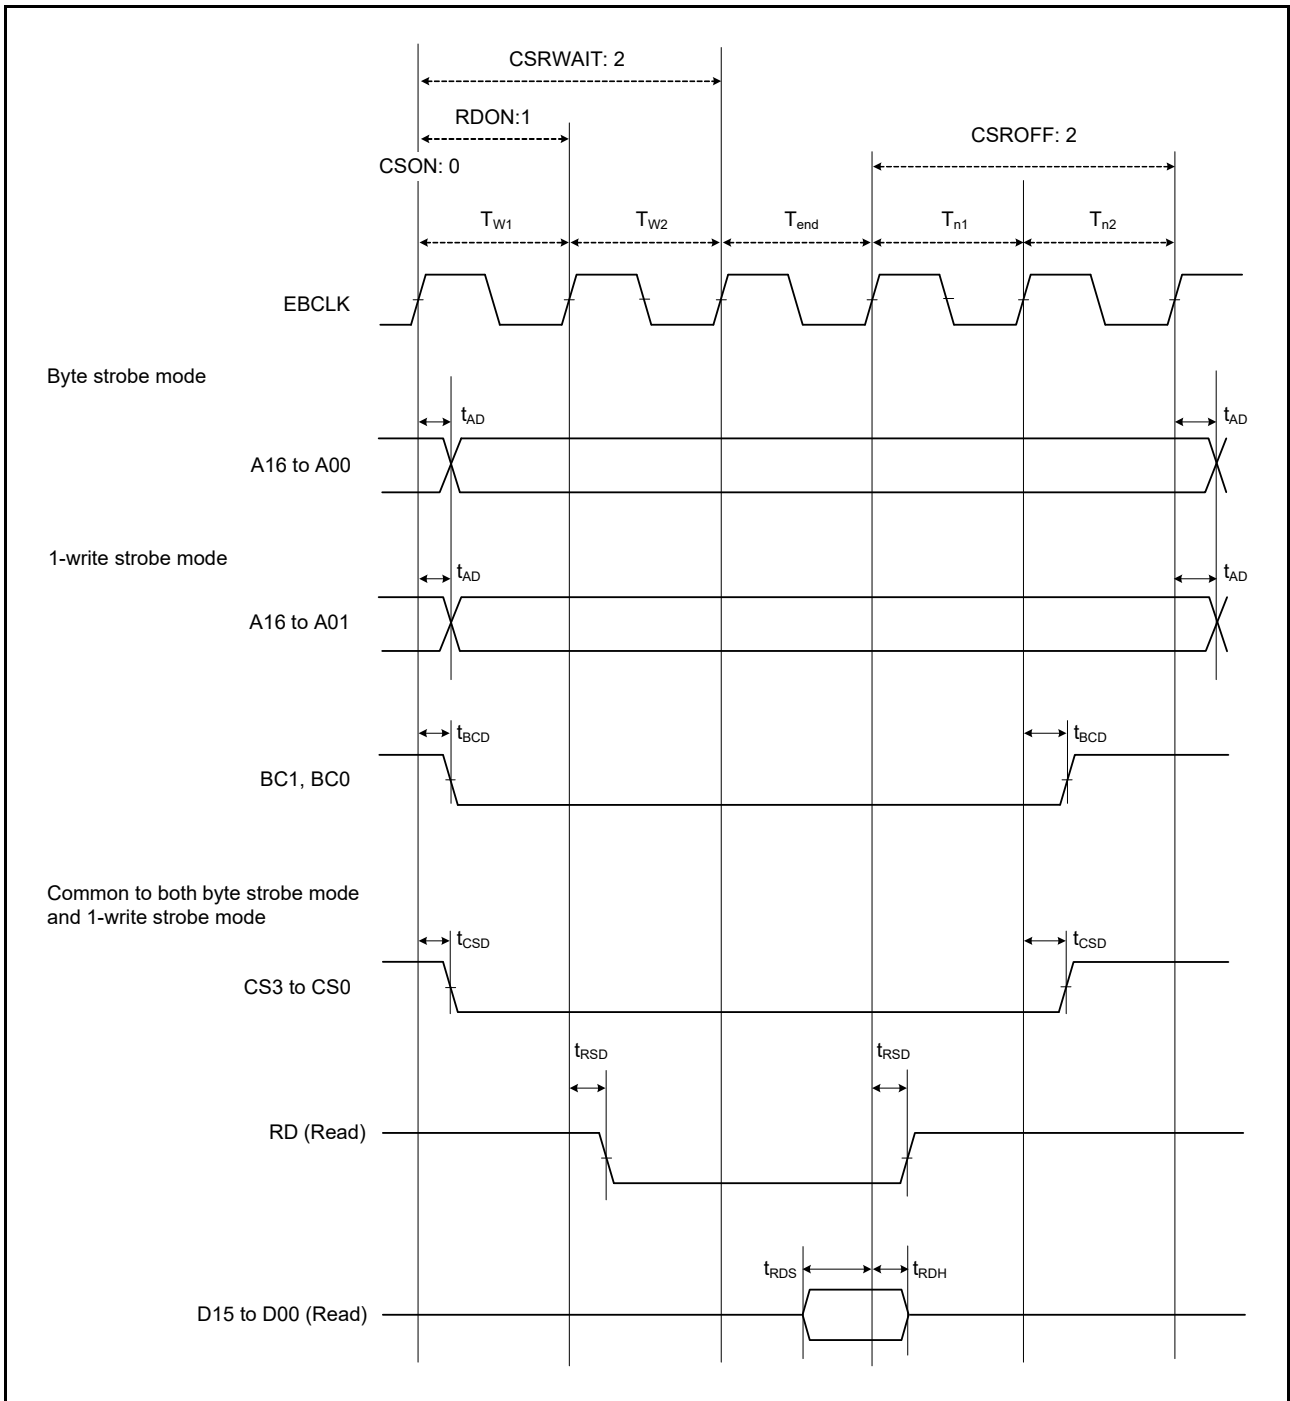 CSRWAIT: 2
RDON:1
CSROFF: 2
CSON: 0
TW1 TW2 Tend Tn1 Tn2
EBCLK
Byte strobe mode
tAD tAD
A16 to A00
1-write strobe mode
tAD tAD
A16 to A01
tBCD tBCD
BC1, BC0
Common to both byte strobe mode
and 1-write strobe mode
tCSD tCSD
CS3 to CS0
tRSD tRSD
RD (Read)
tRDS tRDH
D15 to D00 (Read)